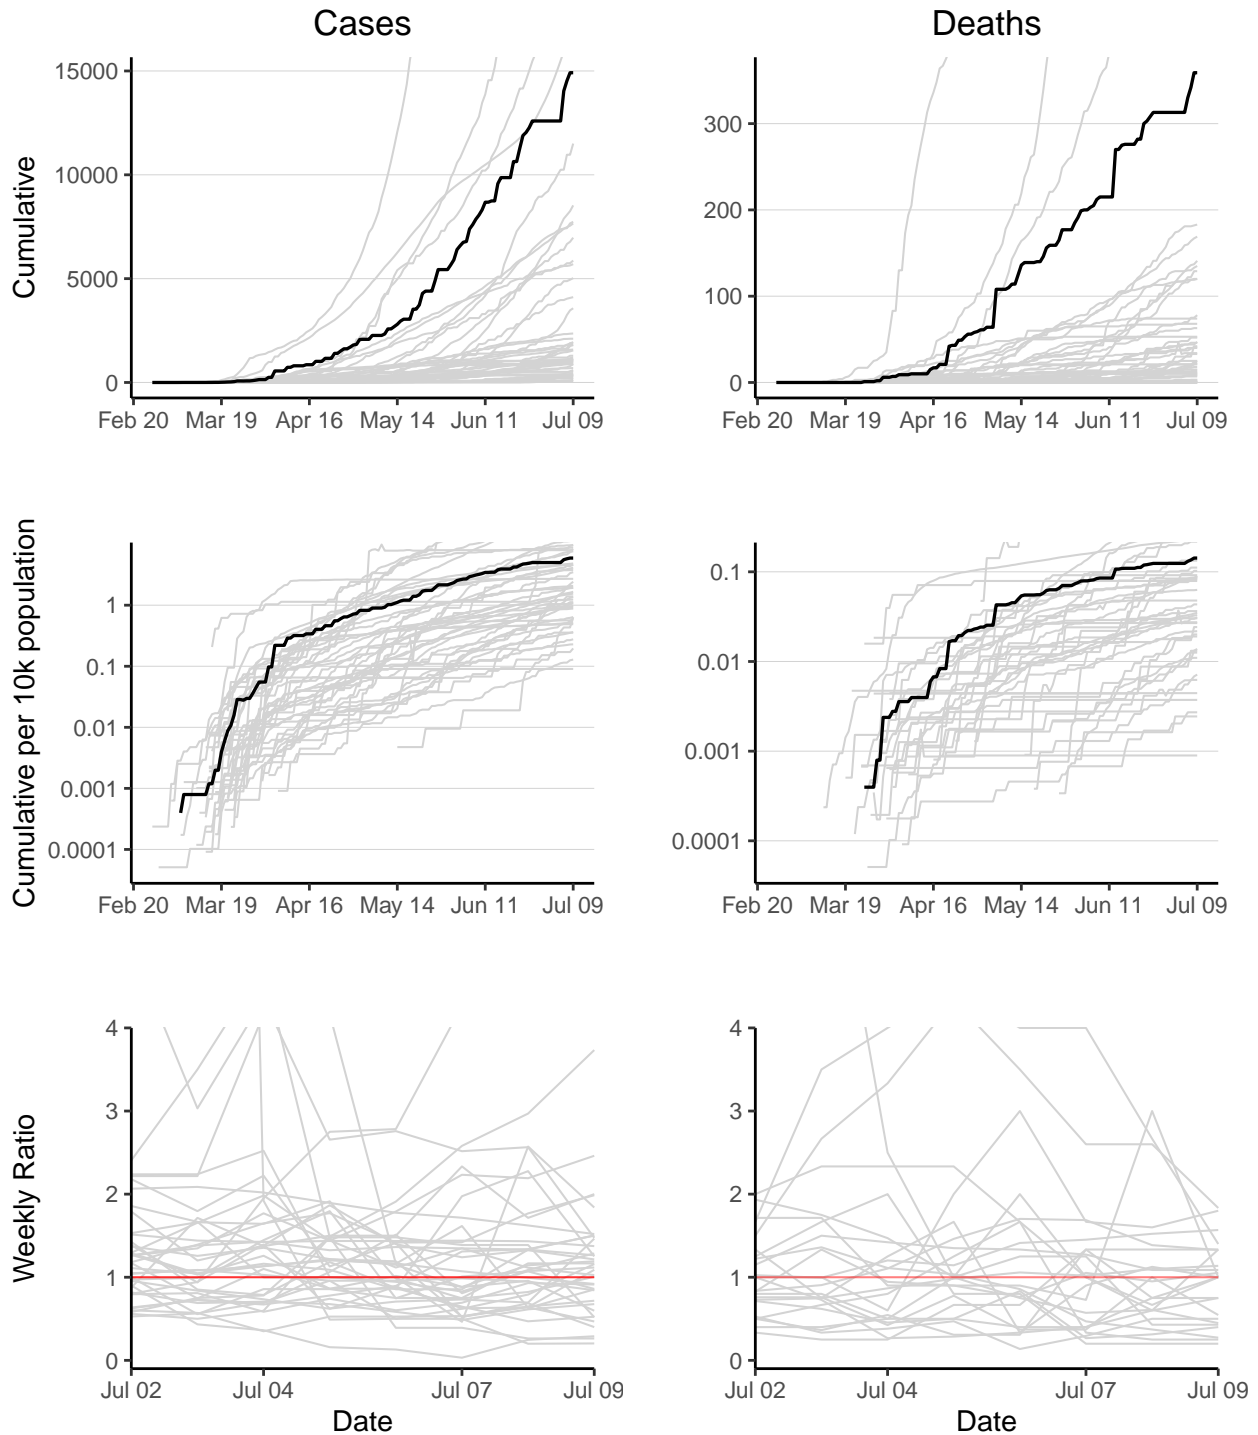 Cases
Deaths
Cumulative
15000
10000
5000
0
Feb 20 Mar 19 Apr 16 May 14 Jun 11 Jul 09
300
200
100
0
Feb 20 Mar 19 Apr 16 May 14 Jun 11 Jul 09
Cumulative per 10k population
1
0.1
0.01
0.001
0.0001
Feb 20 Mar 19 Apr 16 May 14 Jun 11 Jul 09
0.1
0.01
0.001
0.0001
Feb 20 Mar 19 Apr 16 May 14 Jun 11 Jul 09
Weekly Ratio
4
3
2
1
0
Jul 02 Jul 04 Jul 07 Jul 09
Date
4
3
2
1
0
Jul 02 Jul 04 Jul 07 Jul 09
Date